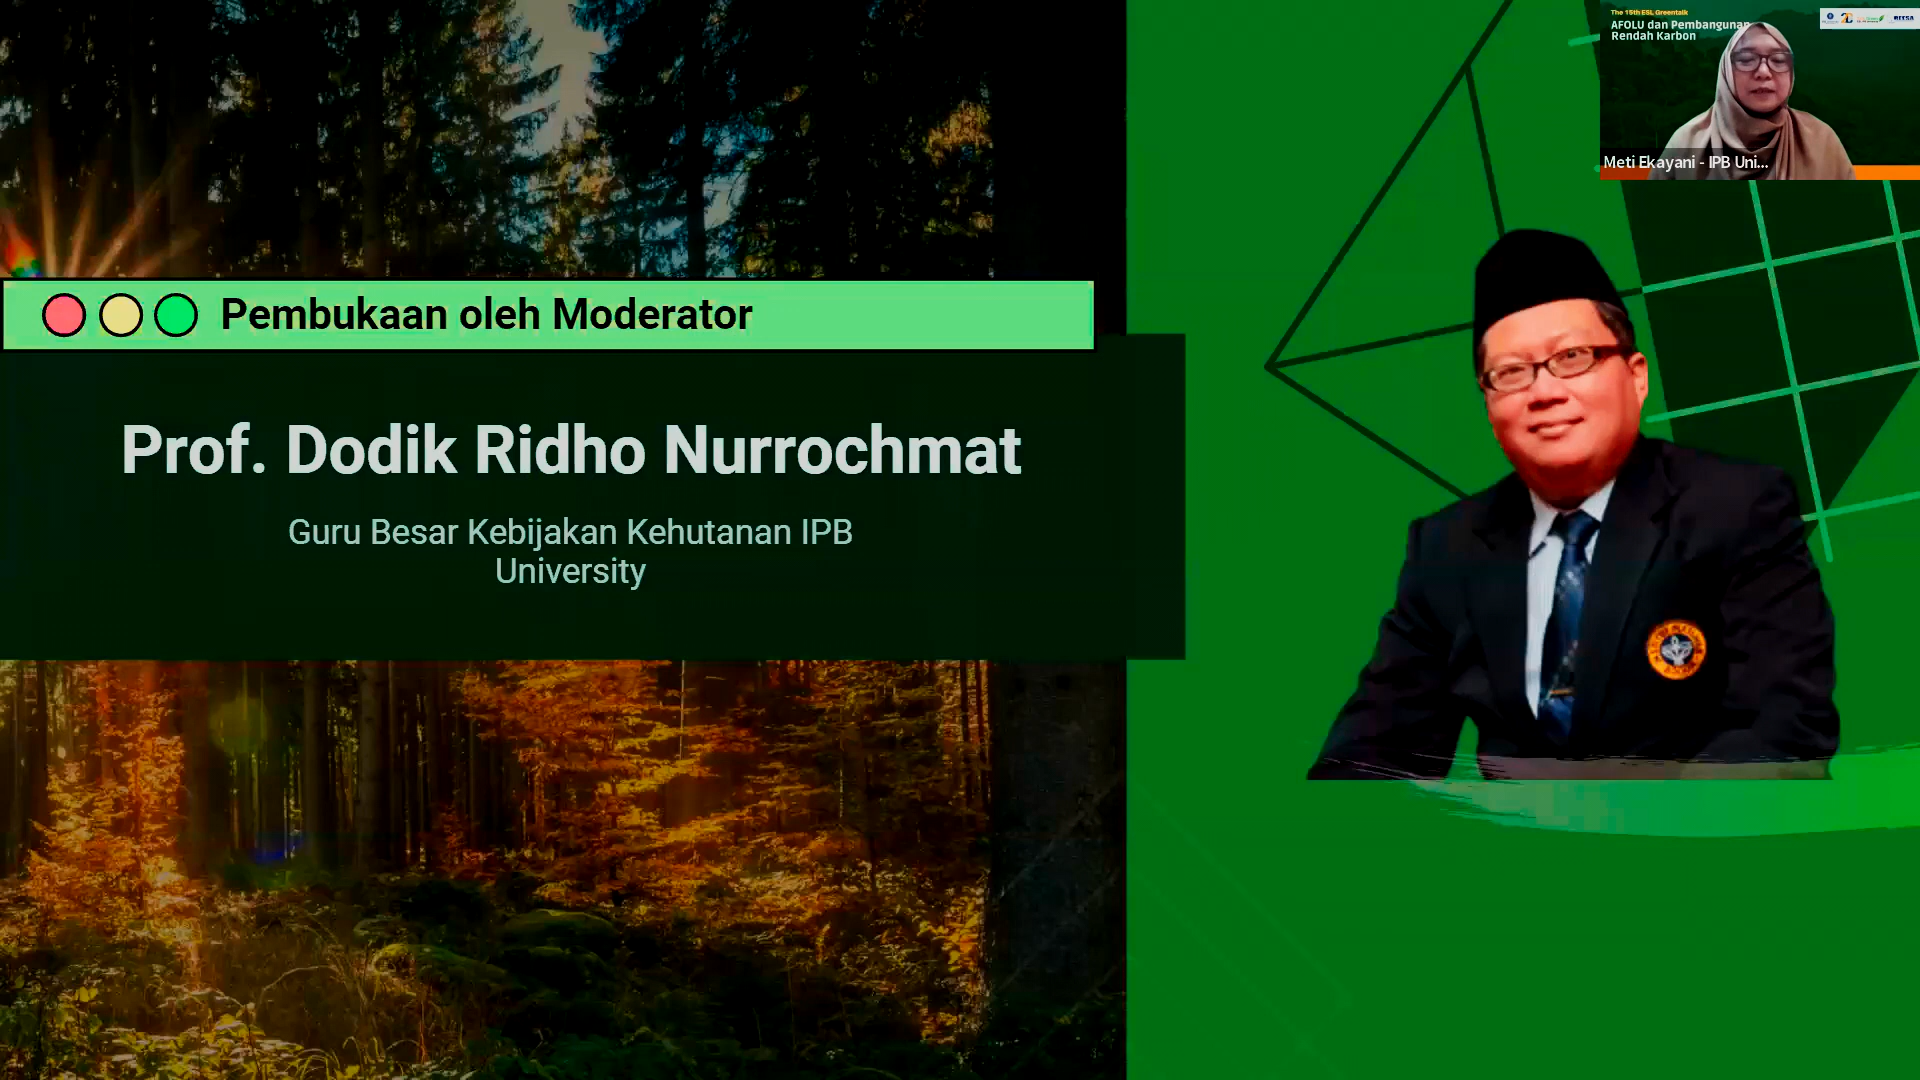 The 15th ESL Greentalk
AFOLU dan Pembangunan
Rendah Karbon
Meti Ekayani - IPB Uni...
Pembukaan oleh Moderator
Prof. Dodik Ridho Nurrochmat
Guru Besar Kebijakan Kehutanan IPB
University